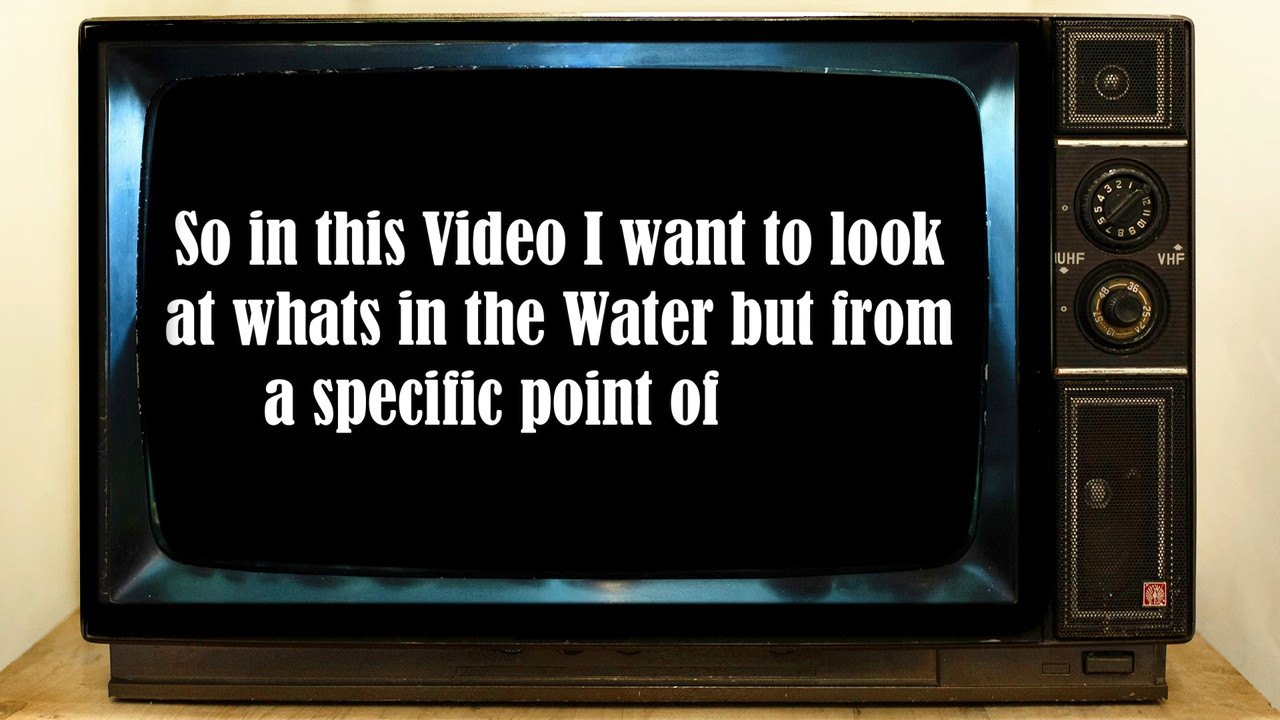 So in this Video I want to look
at whats in the Water but from
a specific point of
UHF
VHF